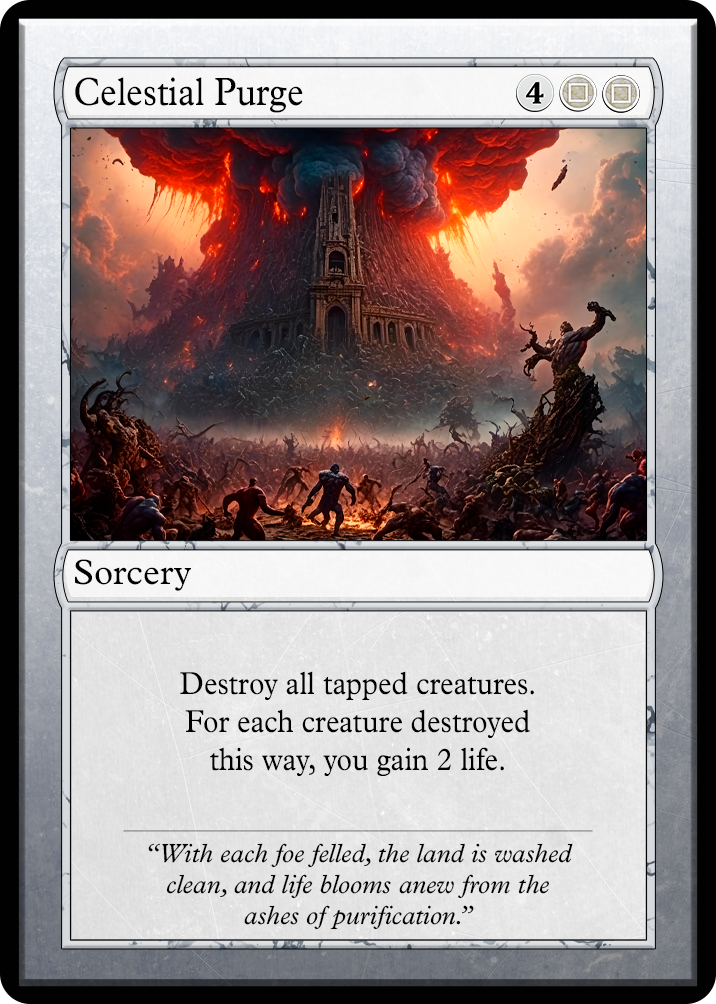 Celestial Purge 4
Sorcery
Destroy all tapped creatures.
For each creature destroyed
this way, you gain 2 life.
“With each foe felled, the land is washed
clean, and life blooms anew from the
ashes of purification.”